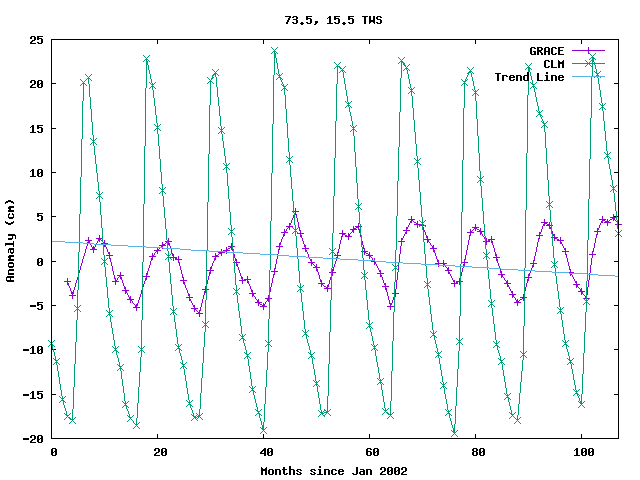 73.5, 15.5 TWS
GRACE
CLM
Trend Line
25
20
15
10
5
0
-5
-10
-15
-20
Anomaly (cm)
0 20 40 60 80 100
Months since Jan 2002